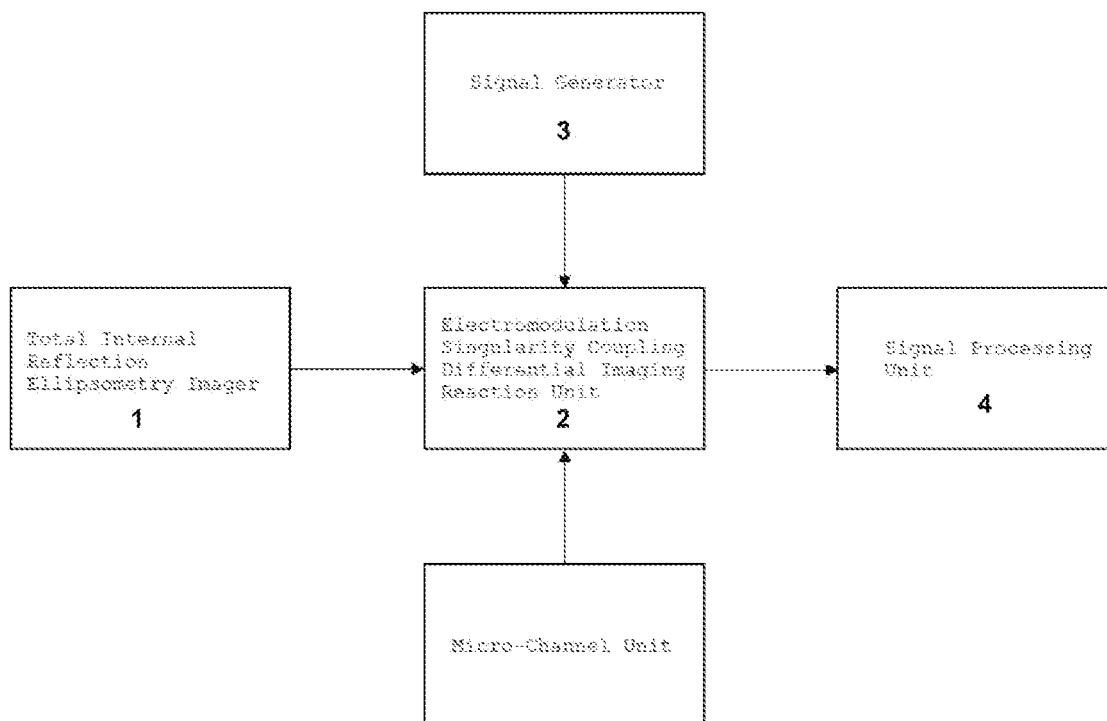 Signal Generator
3
Total Internal
Reflection
Ellipsometry Imager
1
Electromodulation
Singularity Coupling
Differential Imaging
Reaction Unit
2
Signal Processing
Unit
4
Micro-Channel Unit